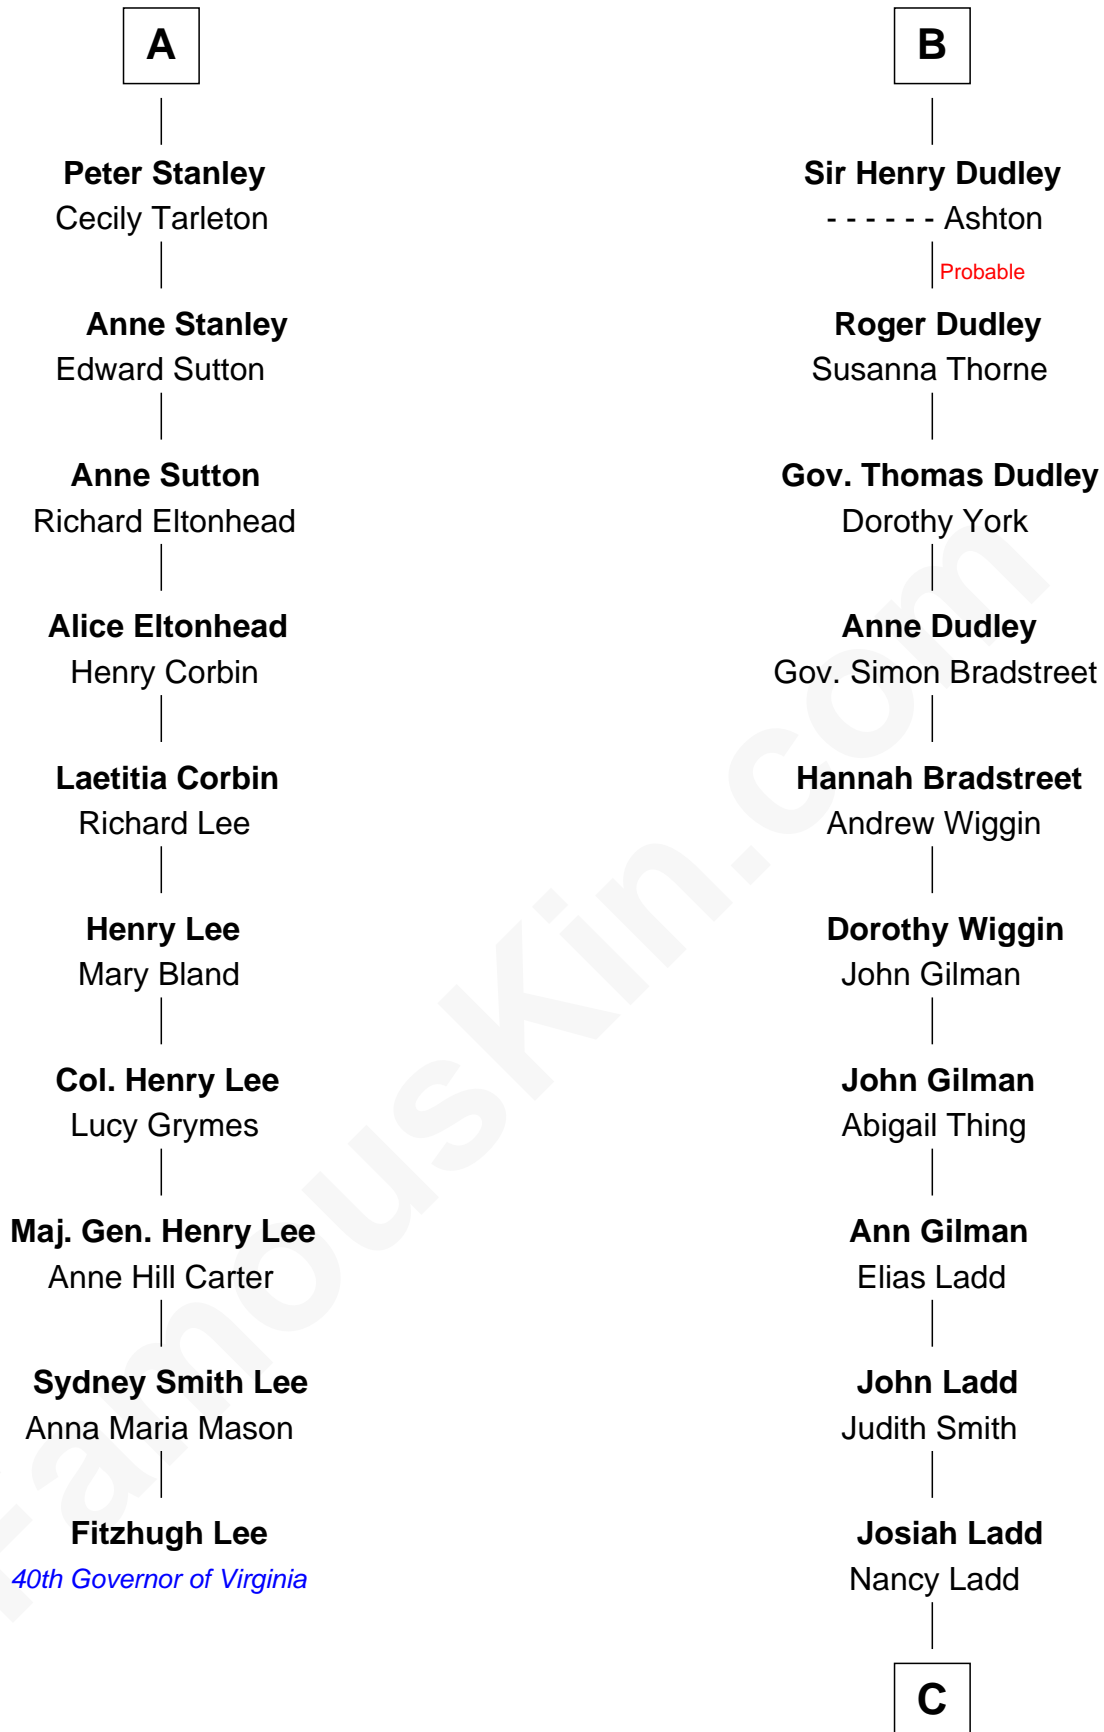 A
Peter Stanley
Cecily Tarleton
Anne Stanley
Edward Sutton
Anne Sutton
Richard Eltonhead
Alice Eltonhead
Henry Corbin
Laetitia Corbin
Richard Lee
Henry Lee
Mary Bland
Col. Henry Lee
Lucy Grymes
Maj. Gen. Henry Lee
Anne Hill Carter
Sydney Smith Lee
Anna Maria Mason
Fitzhugh Lee
40th Governor of Virginia
B
Sir Henry Dudley
- - - - - - Ashton
Probable
Roger Dudley
Susanna Thorne
Gov. Thomas Dudley
Dorothy York
Anne Dudley
Gov. Simon Bradstreet
Hannah Bradstreet
Andrew Wiggin
Dorothy Wiggin
John Gilman
John Gilman
Abigail Thing
Ann Gilman
Elias Ladd
John Ladd
Judith Smith
Josiah Ladd
Nancy Ladd
C
FamousKin.com